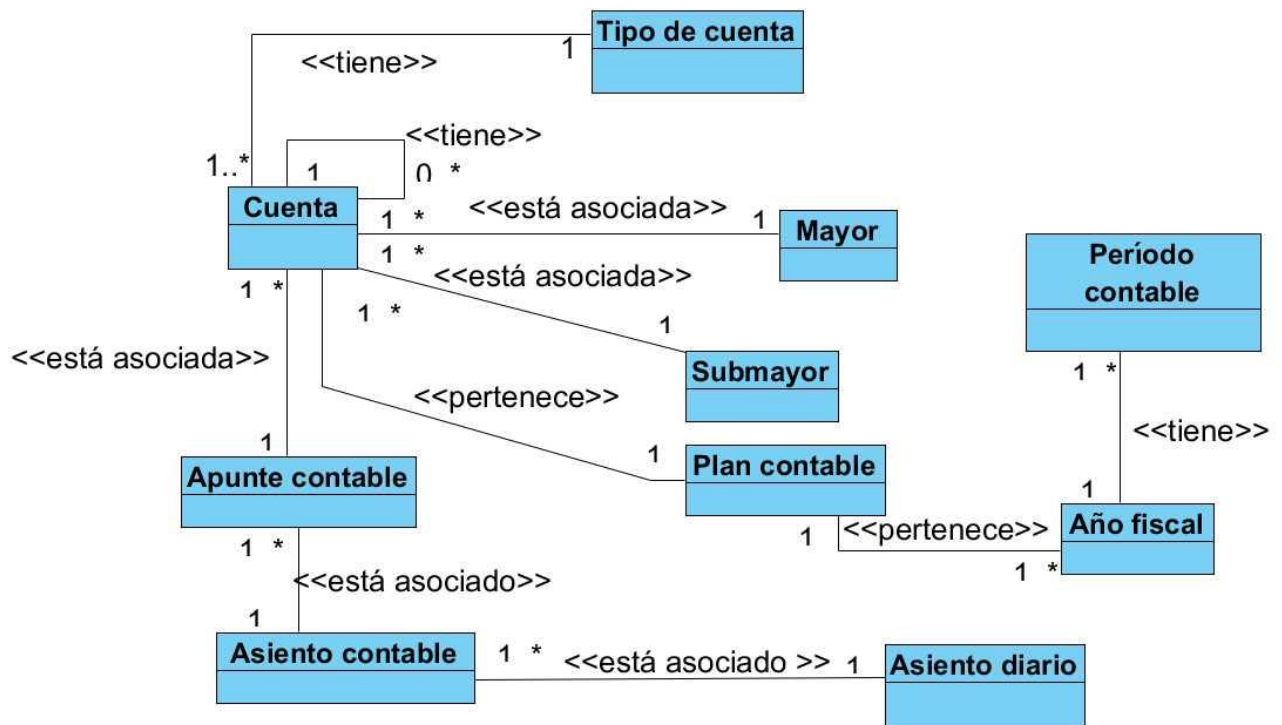 Tipo de cuenta
<<tiene>>
1
<<tiene>>
1..*
1
0 *
Cuenta
1 *
<<está asociada>>
1
Mayor
1 *
<<está asociada>>
Período
contable
1 *
1 *
1
<<está asociada>>
Submayor
1 *
<<pertenece>>
<<tiene>>
1
1
Apunte contable
Plan contable
1
1
<<pertenece>>
Año fiscal
1 *
1 *
<<está asociado>>
1
Asiento contable
1 *
<<está asociado >>
1
Asiento diario